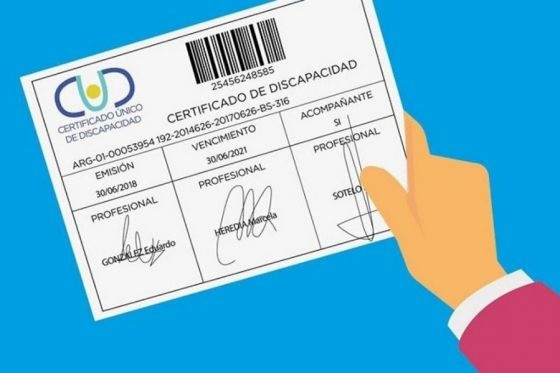 25456248585
CERTIFICADO DE DISCAPACIDAD
CUD
CERTIFICADO ÚNICO
DE DISCAPACIDAD
ARG-01-00053954 192-2014626-20170626-BS-316
EMISIÓN
30/06/2018
VENCIMIENTO
30/06/2021
ACOMPAÑANTE
SI
PROFESIONAL
GONZALEZ Eduardo
PROFESIONAL
HEREDIA Marcela
PROFESIONAL
SOTELO